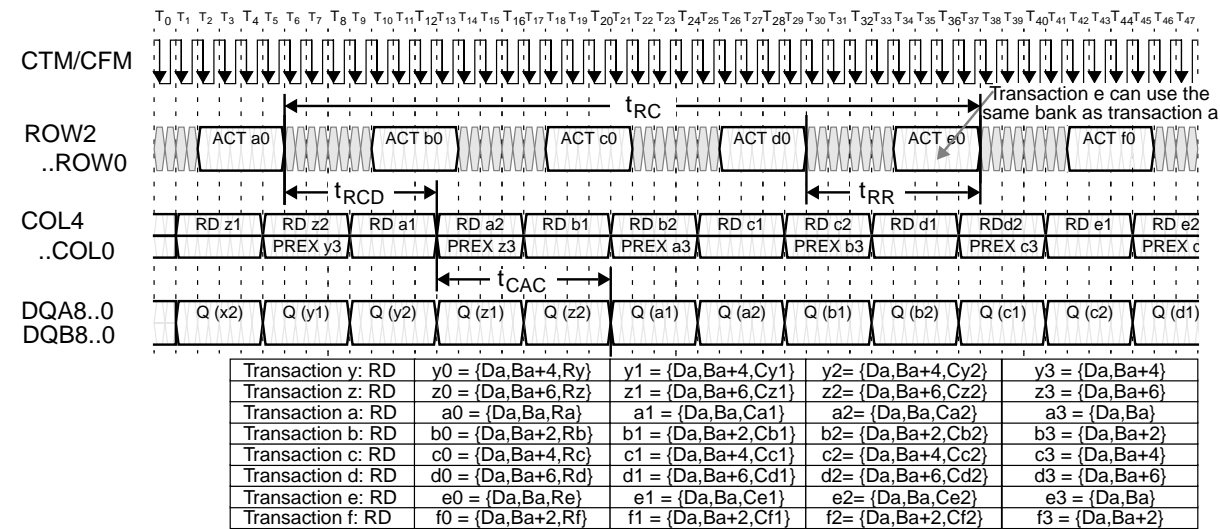 T0 T1 T2 T3 T4 T5 T6 T7 T8 T9 T10 T11 T12 T13 T14 T15 T16 T17 T18 T19 T20 T21 T22 T23 T24 T25 T26 T27 T28 T29 T30 T31 T32 T33 T34 T35 T36 T37 T38 T39 T40 T41 T42 T43 T44 T45 T46 T47
CTM/CFM
Transaction e can use the
same bank as transaction a
tRC
ROW2
..ROW0
ACT a0 ACT b0 ACT c0 ACT d0 ACT e0 ACT f0
tRCD tRR
COL4
..COL0
RD z1 RD z2 RD a1 RD a2 RD b1 RD b2 RD c1 RD c2 RD d1 RDd2 RD e1 RD e2
PREX y3 PREX z3 PREX a3 PREX b3 PREX c3 PREX
tCAC
DQA8..0
DQB8..0
Q (x2) Q (y1) Q (y2) Q (z1) Q (z2) Q (a1) Q (a2) Q (b1) Q (b2) Q (c1) Q (c2) Q (d1)
Transaction y: RD y0 = {Da,Ba+4,Ry} y1 = {Da,Ba+4,Cy1} y2= {Da,Ba+4,Cy2} y3 = {Da,Ba+4}
Transaction z: RD z0 = {Da,Ba+6,Rz} z1 = {Da,Ba+6,Cz1} z2= {Da,Ba+6,Cz2} z3 = {Da,Ba+6}
Transaction a: RD a0 = {Da,Ba,Ra} a1 = {Da,Ba,Ca1} a2= {Da,Ba,Ca2} a3 = {Da,Ba}
Transaction b: RD b0 = {Da,Ba+2,Rb} b1 = {Da,Ba+2,Cb1} b2= {Da,Ba+2,Cb2} b3 = {Da,Ba+2}
Transaction c: RD c0 = {Da,Ba+4,Rc} c1 = {Da,Ba+4,Cc1} c2= {Da,Ba+4,Cc2} c3 = {Da,Ba+4}
Transaction d: RD d0 = {Da,Ba+6,Rd} d1 = {Da,Ba+6,Cd1} d2= {Da,Ba+6,Cd2} d3 = {Da,Ba+6}
Transaction e: RD e0 = {Da,Ba,Re} e1 = {Da,Ba,Ce1} e2= {Da,Ba,Ce2} e3 = {Da,Ba}
Transaction f: RD f0 = {Da,Ba+2,Rf} f1 = {Da,Ba+2,Cf1} f2= {Da,Ba+2,Cf2} f3 = {Da,Ba+2}